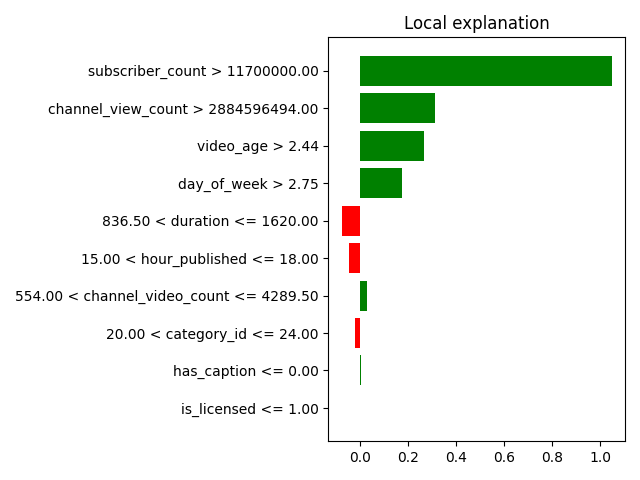 Local explanation
subscriber_count > 11700000.00
channel_view_count > 2884596494.00
video_age > 2.44
day_of_week > 2.75
836.50 < duration <= 1620.00
15.00 < hour_published <= 18.00
554.00 < channel_video_count <= 4289.50
20.00 < category_id <= 24.00
has_caption <= 0.00
is_licensed <= 1.00
0.0 0.2 0.4 0.6 0.8 1.0